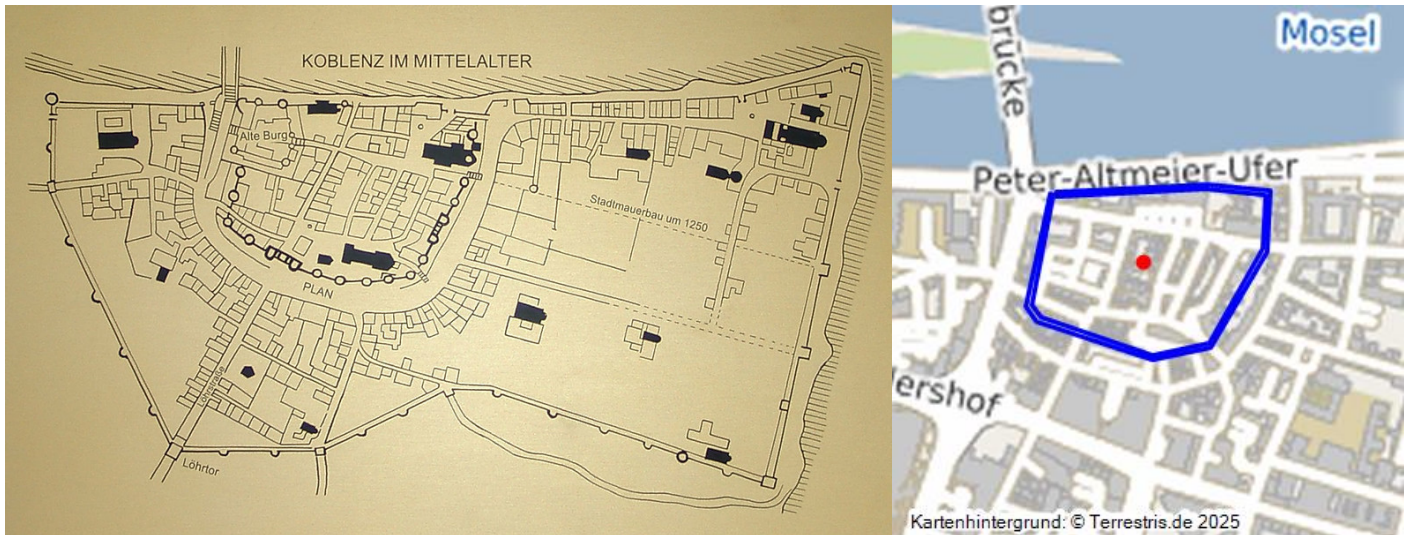 KOBLENZ IM MITTELALTER
Alte Burg
Stadtmauerbau um 1250
PLAN
Löhrstraße
Löhrtor
Mosel
brücke
Peter-Altmeier-Ufer
lershof
Kartenhintergrund: © Terrestris.de 2025